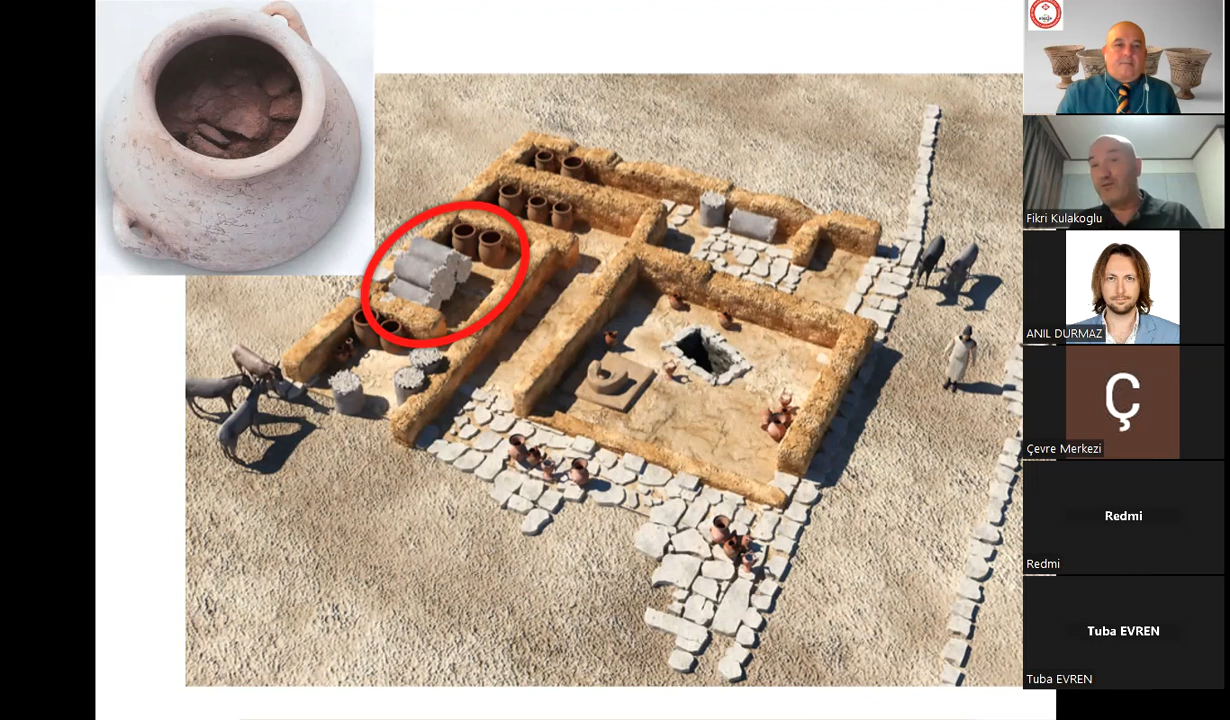 Fikri Kulakoglu
ANIL DURMAZ
Ç
Çevre Merkezi
Redmi
Redmi
Tuba EVREN
Tuba EVREN